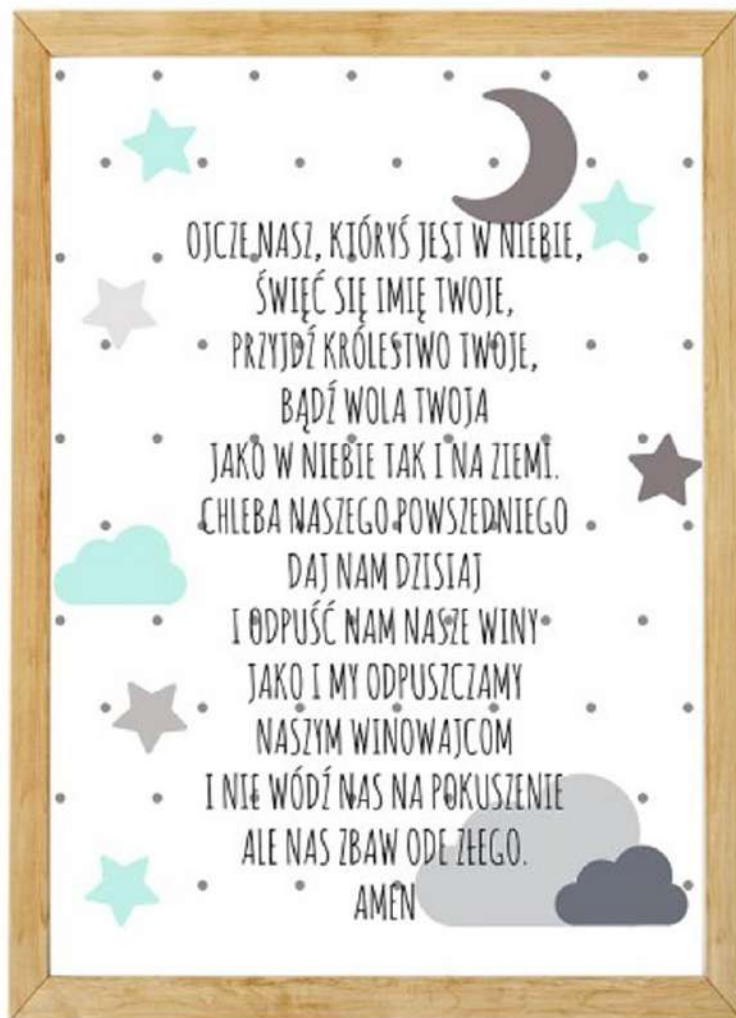 OJCZE NASZ, KTÓRYŚ JEST W NIEBIE,
ŚWIĘĆ SIĘ IMIĘ TWOJE,
PRZYJDŹ KRÓLESTWO TWOJE,
BĄDŹ WOLA TWOJA
JAKO W NIEBIE TAK I NA ZIEMI.
CHLEBA NASZEGO POWSZEDNIEGO
DAJ NAM DZISIAJ
I ODPUŚĆ NAM NASZE WINY
JAKO I MY ODPUSZCZAMY
NASZYM WINOWAJCOM
I NIE WÓDŹ NAS NA POKUSZENIE
ALE NAS ZBAW ODE ZŁEGO.
AMEN